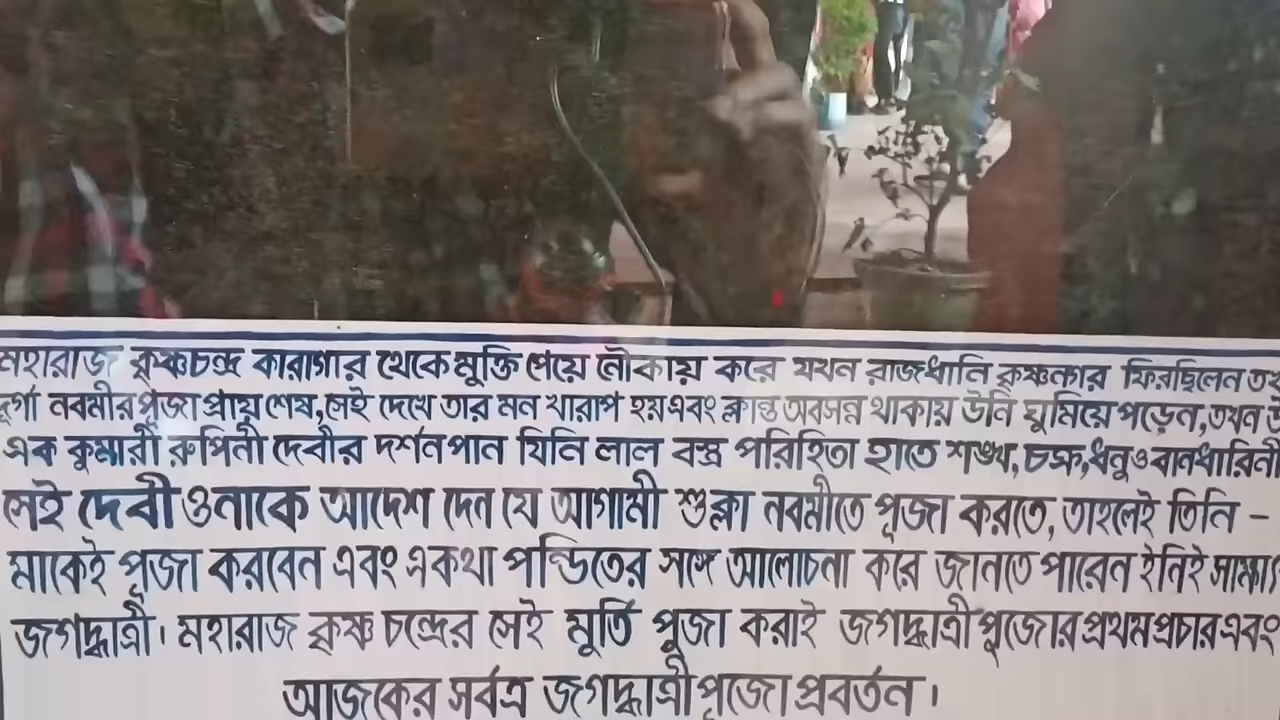 মহারাজ কৃষ্ণচন্দ্র কারাগার থেকে মুক্তি পেয়ে নৌকায় করে যখন রাজধানি কৃষ্ণনগর ফিরছিলেন
দূর্গা নবমীর পূজা প্রায় শেষ, সেই দেখে তার মন খারাপ হয় এবং ক্লান্ত অবসন্ন থাকায় উনি ঘুমিয়ে পড়েন, তখন
এক কুমারী রুপিনী দেবীর দর্শন পান যিনি লাল বস্ত্র পরিহিতা হাতে শঙ্খ, চক্র, ধনু ও বানধারিনী
সেই দেবী ওনাকে আদেশ দেন যে আগামী শুক্লা নবমীতে পূজা করতে, তাহলেই তিনি –
মাকেই পূজা করবেন এবং একথা পন্ডিতের সঙ্গে আলোচনা করে জানতে পারেন ইনিই সাক্ষাৎ
জগদ্ধাত্রী। মহারাজ কৃষ্ণ চন্দ্রের সেই মুর্তি পুজা করাই জগদ্ধাত্রী পুজোর প্রথম প্রচার এবং
আজকের সর্বত্র জগদ্ধাত্রী পূজো প্রবর্তন।